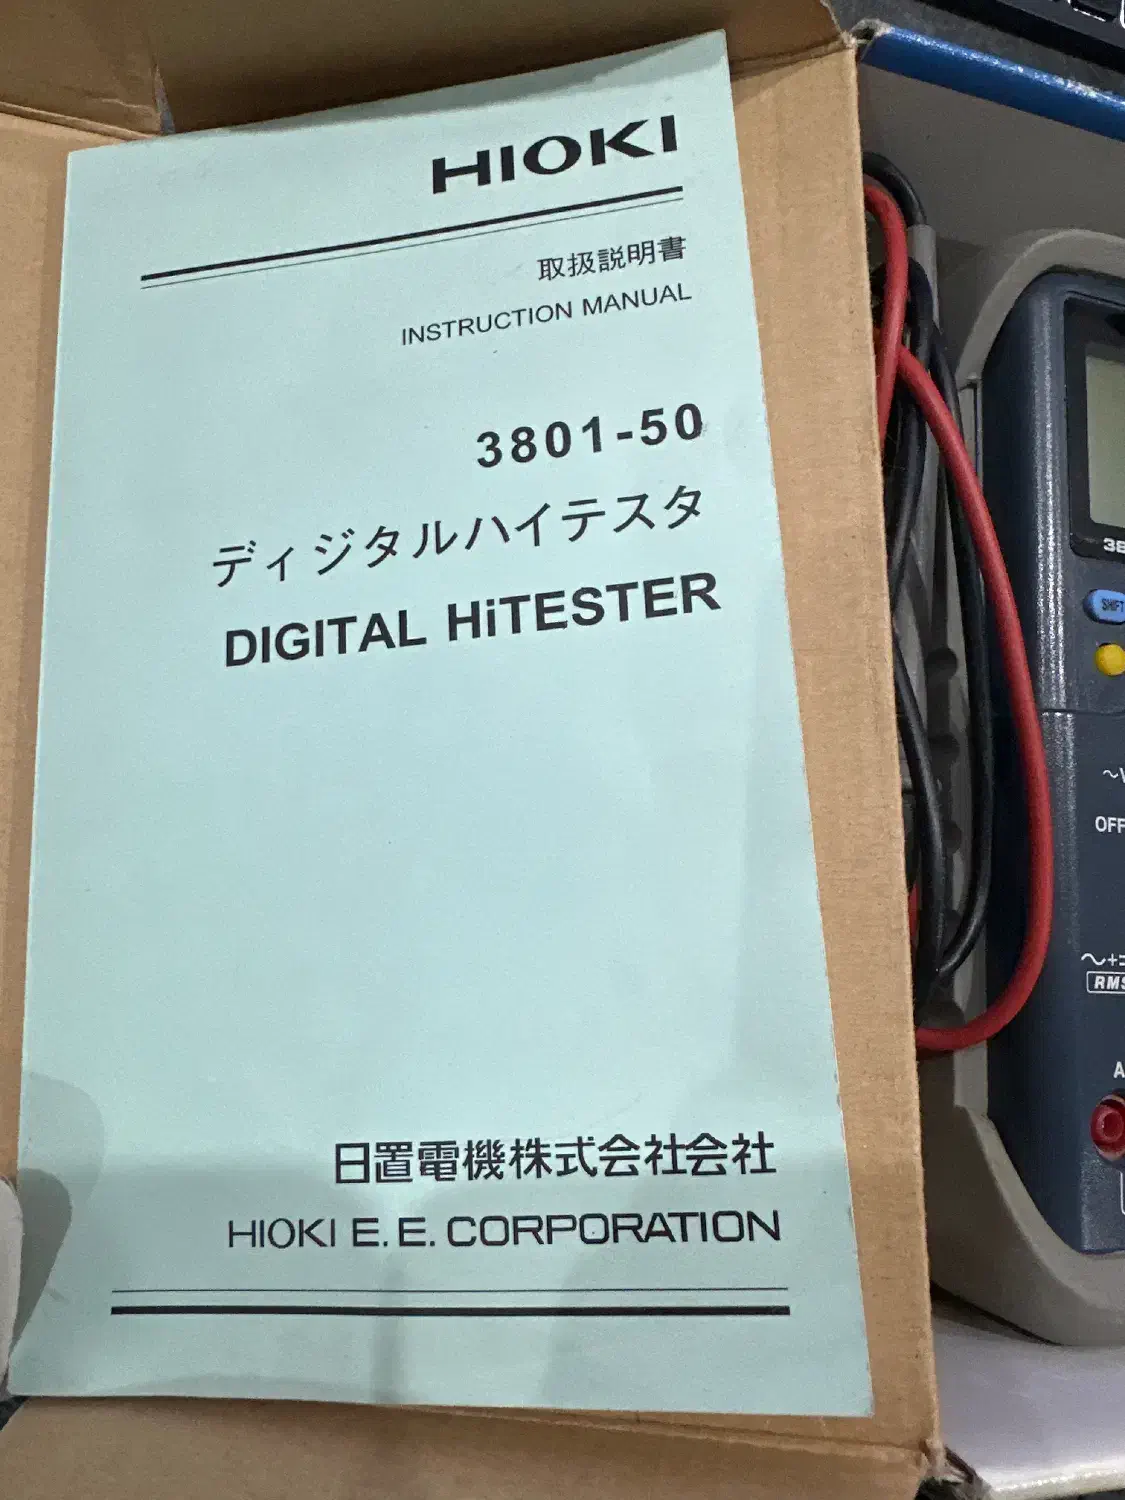 HIOKI
取扱説明書
INSTRUCTION MANUAL
3801-50
ディジタルハイテスタ
DIGITAL HiTESTER
日置電機株式会社会社
HIOKI E.E. CORPORATION
38
SHIFT
~V
OFF
RMS
A